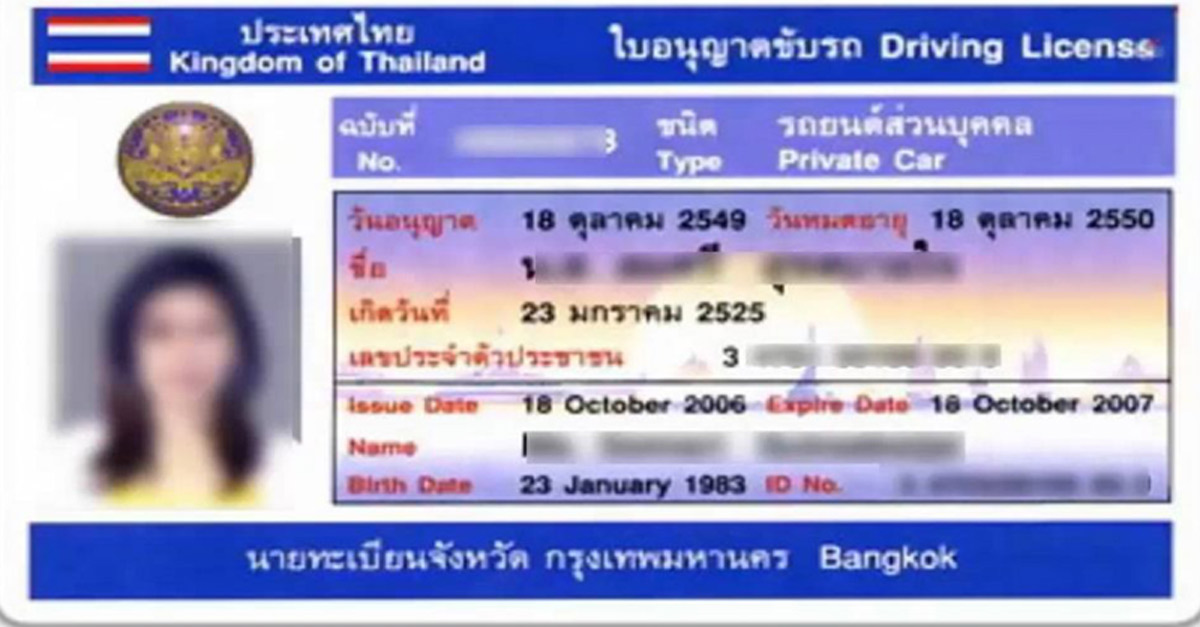 ประเทศไทย
Kingdom of Thailand
ใบอนุญาตขับรถ Driving License
ฉบับที่ ชนิด รถยนต์ส่วนบุคคล
No. Type Private Car
วันอนุญาต 18 ตุลาคม 2549 วันหมดอายุ 18 ตุลาคม 2550
ชื่อ
เกิดวันที่ 23 มกราคม 2525
เลขประจำตัวประชาชน 3
Issue Date 18 October 2006 Expire Date 18 October 2007
Name
Birth Date 23 January 1983 ID No.
นายทะเบียนจังหวัด กรุงเทพมหานคร Bangkok